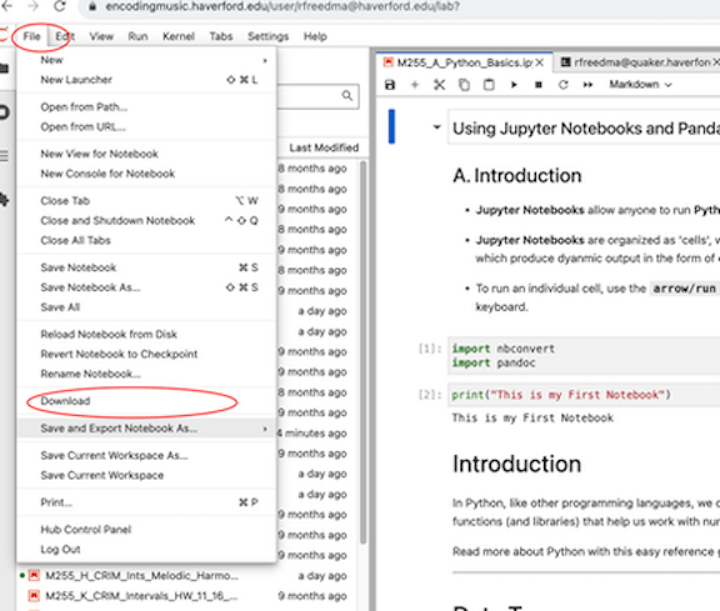 encodingmusic.haverford.edu/user/rfreedma@haverford.edu/lab?
File Edit View Run Kernel Tabs Settings Help
New
New Launcher ⇧ ⌘ L
Open from Path...
Open from URL...
New View for Notebook
New Console for Notebook
Close Tab ⌥ W
Close and Shutdown Notebook ^ ⇧ Q
Close All Tabs
Save Notebook ⌘ S
Save Notebook As... ⇧ ⌘ S
Save All
Reload Notebook from Disk
Revert Notebook to Checkpoint
Rename Notebook...
Download
Save and Export Notebook As...
Save Current Workspace As...
Save Current Workspace
Print... ⌘ P
Hub Control Panel
Log Out
Last Modified
8 months ago
8 months ago
9 months ago
8 months ago
9 months ago
8 months ago
9 months ago
a day ago
a day ago
9 months ago
9 months ago
8 months ago
9 months ago
4 minutes ago
9 months ago
a day ago
a day ago
9 months ago
9 months ago
9 months ago
M255_H_CRIM_Ints_Melodic_Harmo... a day ago
M255_K_CRIM_Intervals_HW_11_16_... 9 months ago
M255_A_Python_Basics.ip
rfreedma@quaker.haverfor
Markdown
Using Jupyter Notebooks and Panda
A. Introduction
• Jupyter Notebooks allow anyone to run Pyth
• Jupyter Notebooks are organized as 'cells', w
which produce dyanmic output in the form of
• To run an individual cell, use the arrow/run
keyboard.
[1]: import nbconvert
import pandoc
[2]: print("This is my First Notebook")
This is my First Notebook
Introduction
In Python, like other programming languages, we
functions (and libraries) that help us work with nu
Read more about Python with this easy reference